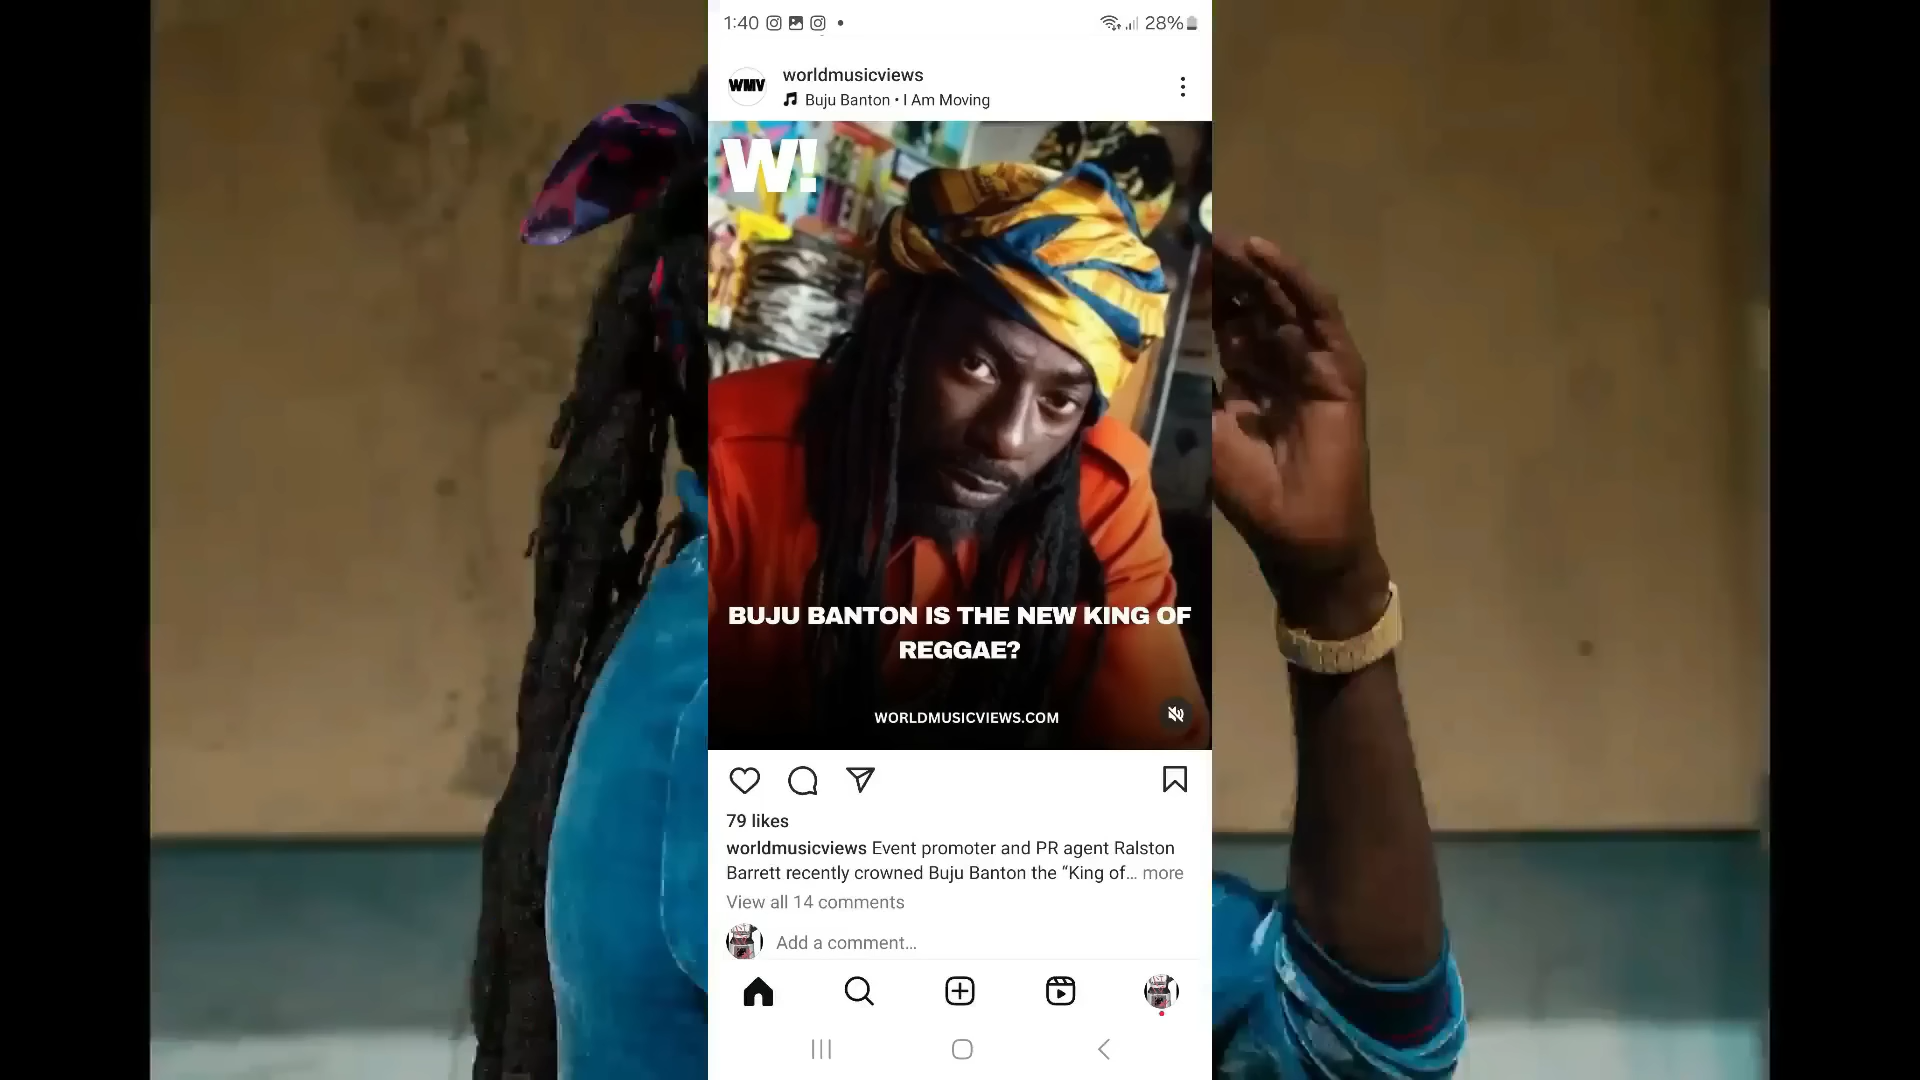 1:40
28%
WMV
worldmusicviews
Buju Banton • I Am Moving
W!
BUJU BANTON IS THE NEW KING OF
REGGAE?
WORLDMUSICVIEWS.COM
79 likes
worldmusicviews Event promoter and PR agent Ralston
Barrett recently crowned Buju Banton the “King of... more
View all 14 comments
Add a comment...